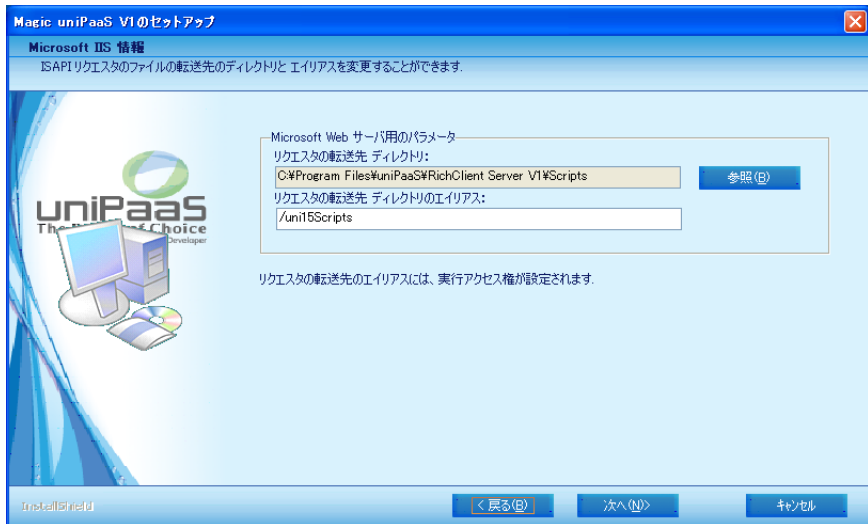 Magic uniPaaS V1のセットアップ
Microsoft IIS 情報
ISAPIリクエスタのファイルの転送先のディレクトリと エイリアスを変更することができます.
Microsoft Web サーバ用のパラメータ
リクエスタの転送先 ディレクトリ:
C:¥Program Files¥uniPaaS¥RichClient Server V1¥Scripts
参照(B)
リクエスタの転送先 ディレクトリのエイリアス:
/uni15Scripts
uniPaaS
The of Choice
Developer
リクエスタの転送先のエイリアスには、実行アクセス権が設定されます.
InstallShield
< 戻る(B)
次へ(N)>
キャンセル